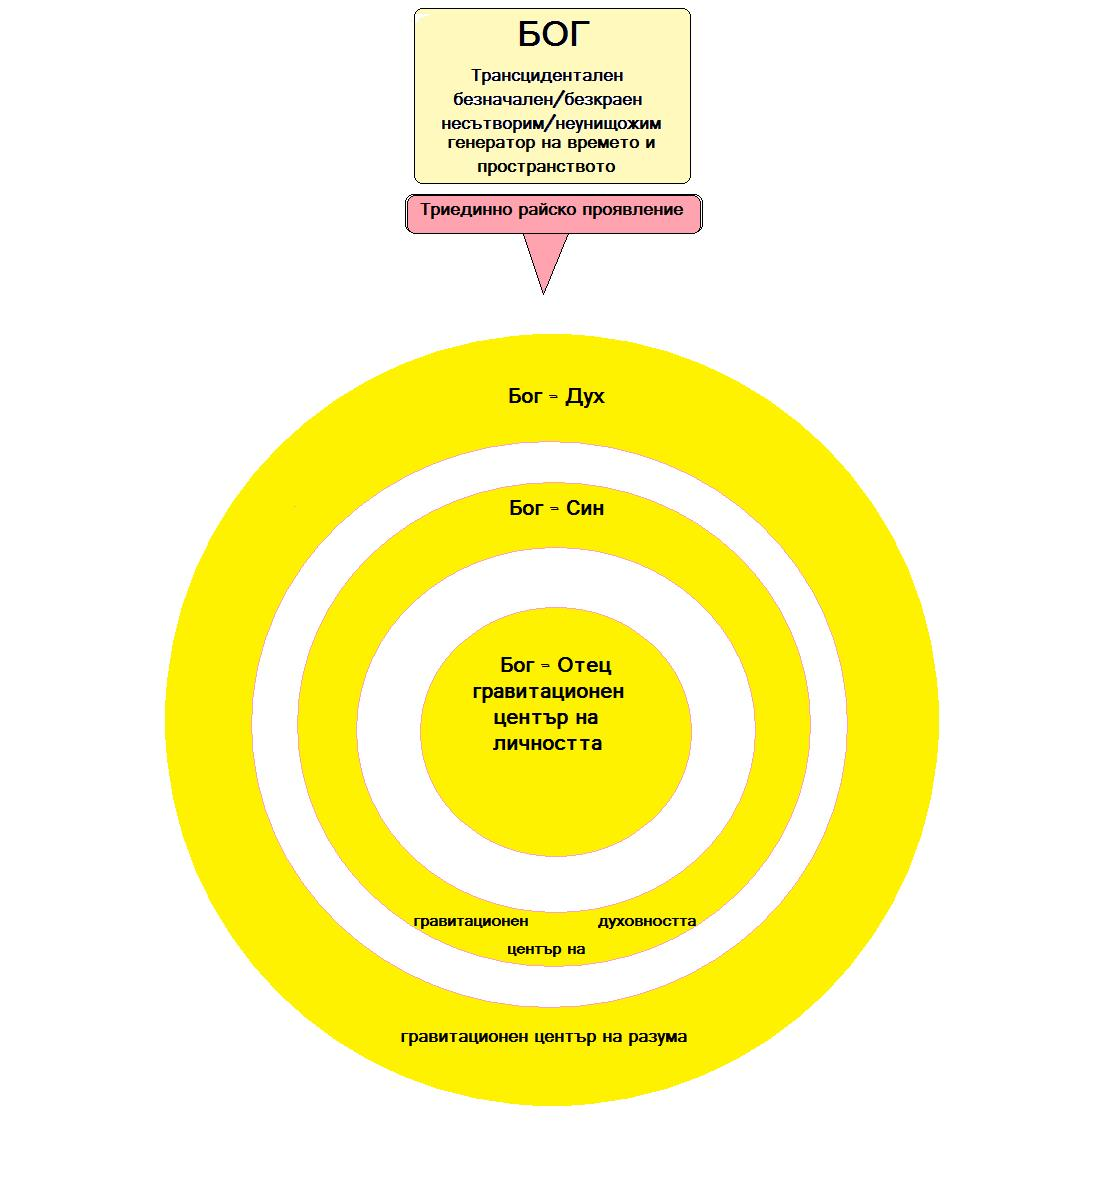 БОГ
Трансцидентален
безначален/безкраен
несътворим/неунищожим
генератор на времето и
пространството
Триединно райско проявление
Бог - Дух
Бог - Син
Бог - Отец
гравитационен
център на
личността
гравитационен духовността
център на
гравитационен център на разума